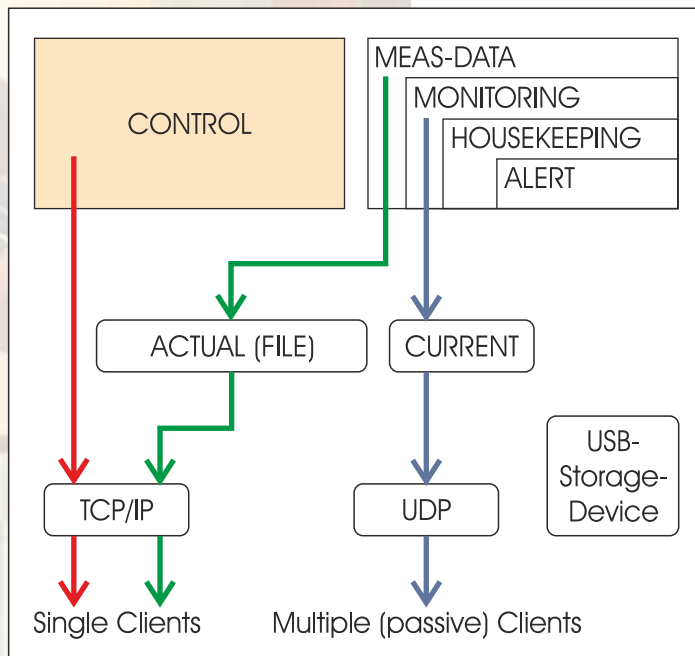 CONTROL
MEAS-DATA
MONITORING
HOUSEKEEPING
ALERT
ACTUAL (FILE)
CURRENT
USB-
Storage-
Device
TCP/IP
UDP
Single Clients
Multiple (passive) Clients